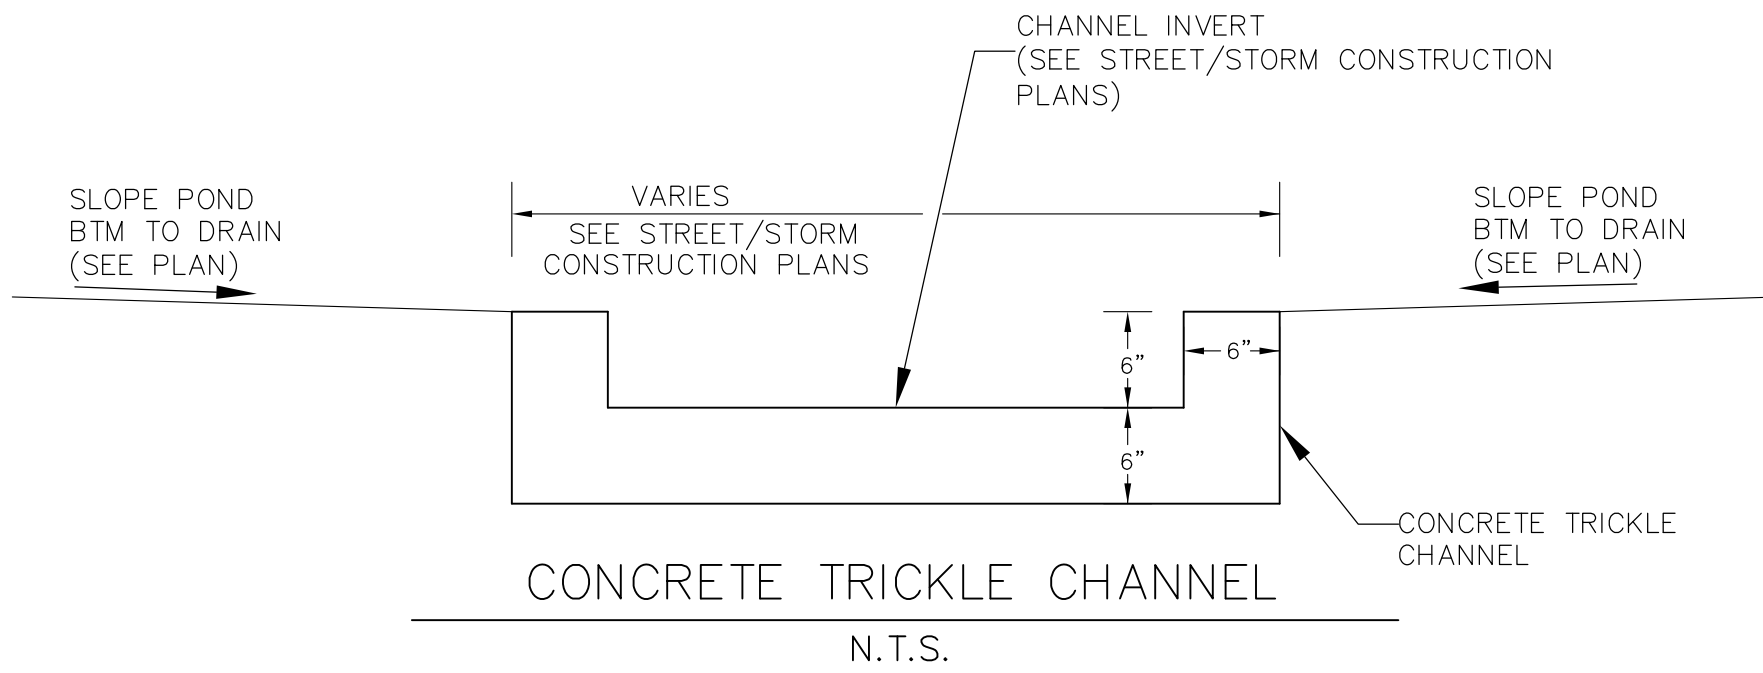 CHANNEL INVERT
(SEE STREET/STORM CONSTRUCTION
PLANS)
SLOPE POND
BTM TO DRAIN
(SEE PLAN)
VARIES
SEE STREET/STORM
CONSTRUCTION PLANS
SLOPE POND
BTM TO DRAIN
(SEE PLAN)
6”
6”
6”
CONCRETE TRICKLE
CHANNEL
CONCRETE TRICKLE CHANNEL
N.T.S.